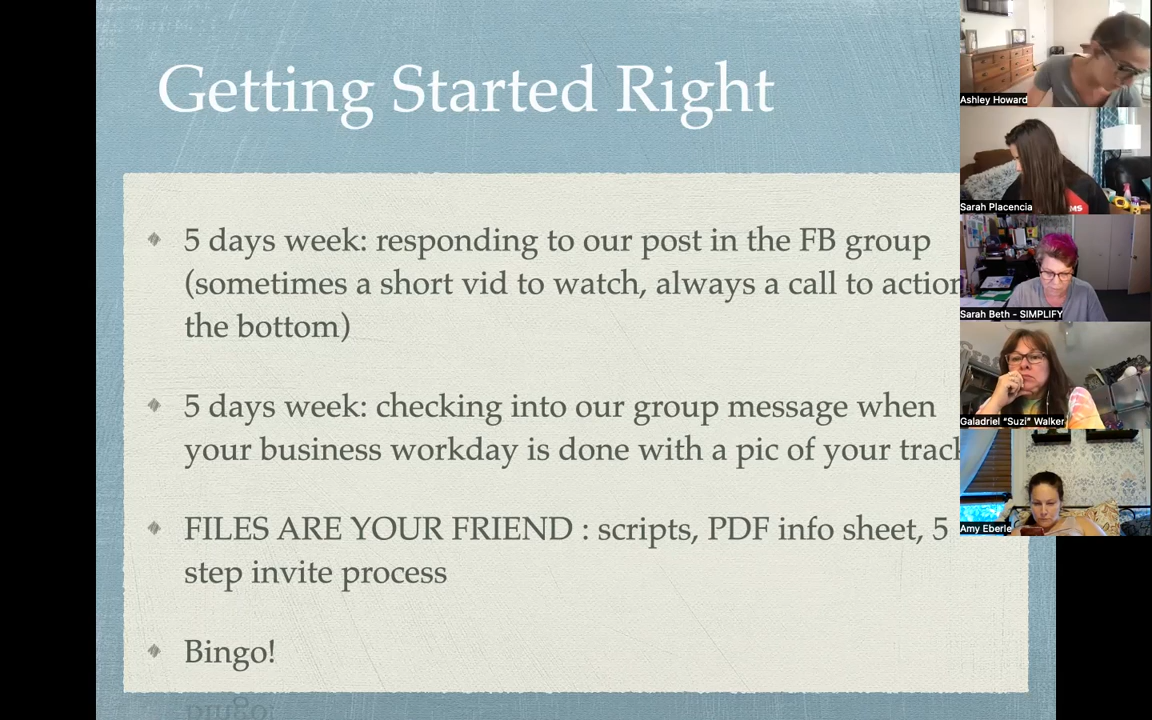 Getting Started Right
5 days week: responding to our post in the FB group
(sometimes a short vid to watch, always a call to action
the bottom)
5 days week: checking into our group message when
your business workday is done with a pic of your track
FILES ARE YOUR FRIEND : scripts, PDF info sheet, 5
step invite process
Bingo!
Ashley Howard
Sarah Placencia
MS
Sarah Beth - SIMPLIFY
Galadriel "Suzi" Walker
Amy Eberle